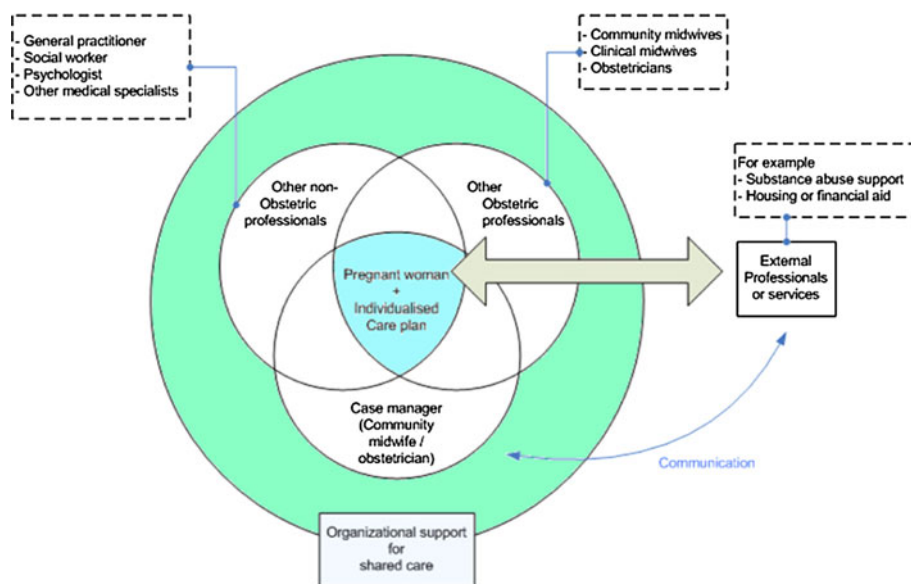 - General practitioner
- Social worker
- Psychologist
- Other medical specialists
- Community midwives
- Clinical midwives
- Obstetricians
For example
- Substance abuse support
- Housing or financial aid
Other non-
Obstetric
professionals
Other
Obstetric
professionals
Pregnant woman
+
Individualised
Care plan
External
Professionals
or services
Case manager
(Community
midwife /
obstetrician)
Communication
Organizational support
for
shared care